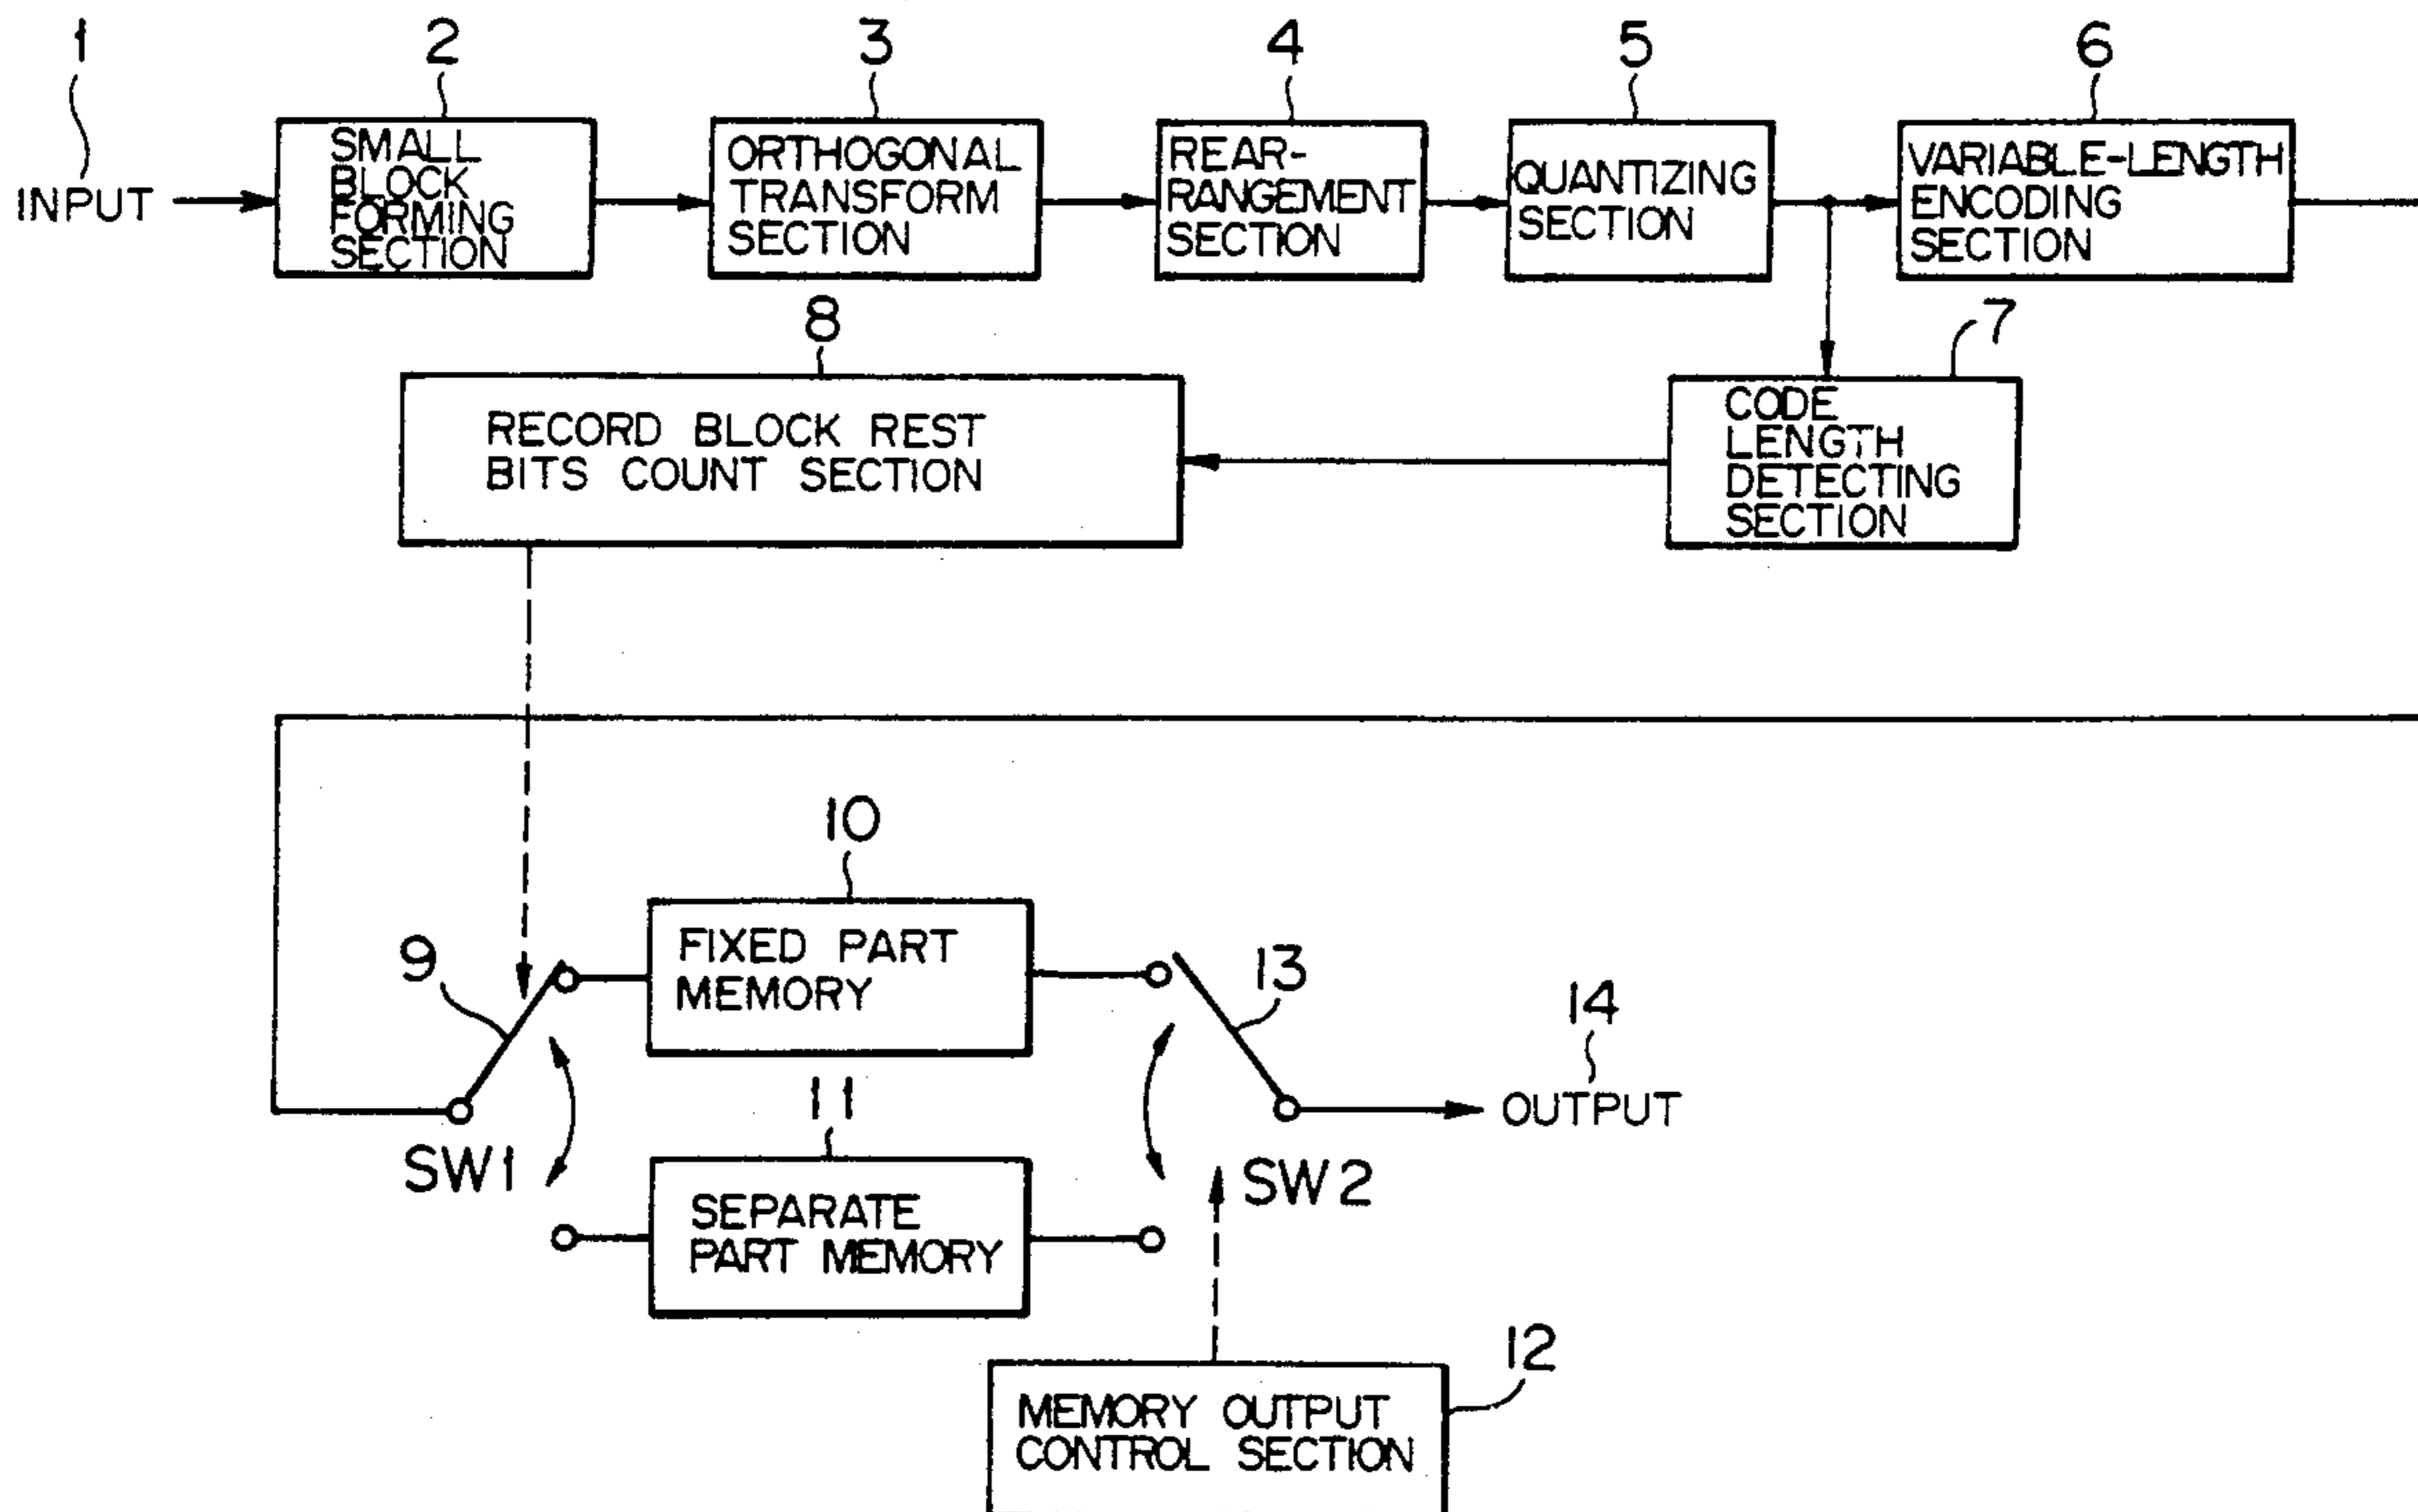 1
2
3
4
5
6
INPUT
SMALL
BLOCK
FORMING
SECTION
ORTHOGONAL
TRANSFORM
SECTION
REAR-
RANGEMENT
SECTION
QUANTIZING
SECTION
VARIABLE-LENGTH
ENCODING
SECTION
8
7
RECORD BLOCK REST
BITS COUNT SECTION
CODE
LENGTH
DETECTING
SECTION
10
9
FIXED PART
MEMORY
13
14
OUTPUT
11
SW1
SW2
SEPARATE
PART MEMORY
12
MEMORY OUTPUT
CONTROL SECTION